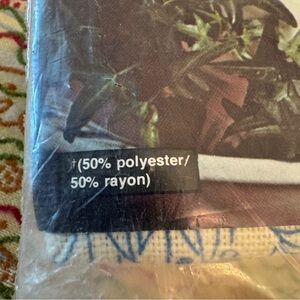 †(50% polyester/
50% rayon)